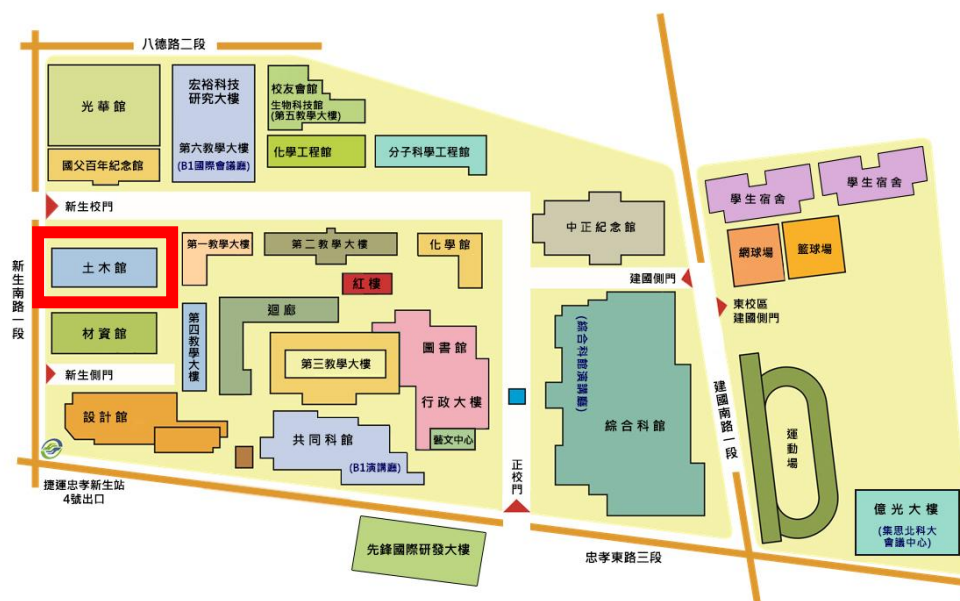 八德路二段
光華館
宏裕科技
研究大樓
第六教學大樓
(B1國際會議廳)
校友會館
生物科技館
(第五教學大樓)
國父百年紀念館
化學工程館
分子科學工程館
學生宿舍
學生宿舍
新生校門
中正紀念館
網球場
籃球場
新生南路一段
土木館
第一教學大樓
第二教學大樓
化學館
紅樓
建國側門
東校區
建國側門
材資館
第四教學大樓
迴廊
第三教學大樓
圖書館
行政大樓
藝文中心
(綜合科館演講廳)
綜合科館
建國南路一段
運動場
新生側門
設計館
共同科館
(B1演講廳)
正校門
捷運忠孝新生站
4號出口
先鋒國際研發大樓
忠孝東路三段
億光大樓
(集思北科大
會議中心)